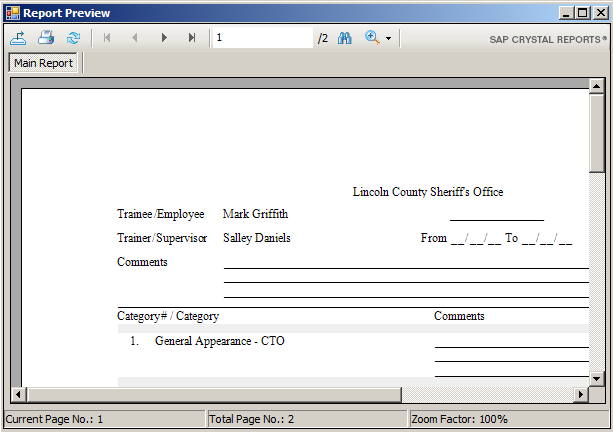 Report Preview
1 /2 SAP CRYSTAL REPORTS®
Main Report
Lincoln County Sheriff's Office
Trainee/Employee Mark Griffith
Trainer/Supervisor Salley Daniels From __/__/__ To __/__/__
Comments
Category# / Category Comments
1. General Appearance - CTO
Current Page No.: 1 Total Page No.: 2 Zoom Factor: 100%